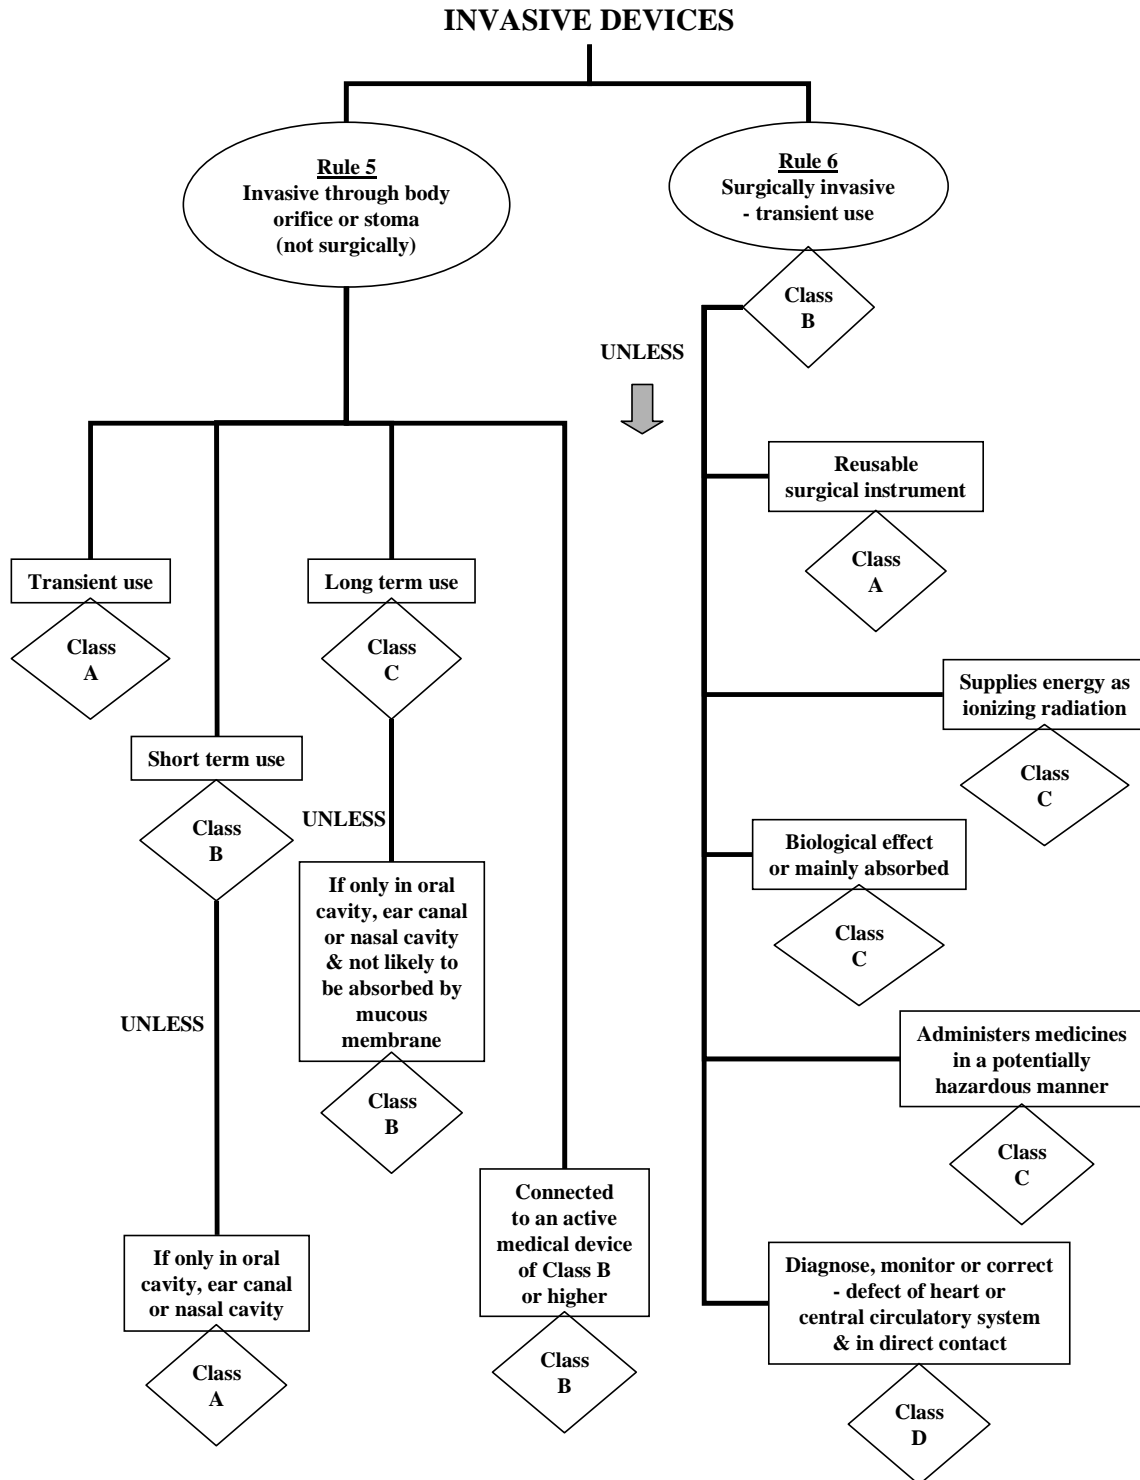 INVASIVE DEVICES
Rule 5
Invasive through body
orifice or stoma
(not surgically)
Transient use
Class
A
Short term use
Class
B
UNLESS
If only in oral
cavity, ear canal
or nasal cavity
Class
A
Long term use
Class
C
UNLESS
If only in oral
cavity, ear canal
or nasal cavity
& not likely to
be absorbed by
mucous
membrane
Class
B
Connected
to an active
medical device
of Class B
or higher
Class
B
Rule 6
Surgically invasive
- transient use
Class
B
UNLESS
Reusable
surgical instrument
Class
A
Supplies energy as
ionizing radiation
Class
C
Biological effect
or mainly absorbed
Class
C
Administers medicines
in a potentially
hazardous manner
Class
C
Diagnose, monitor or correct
- defect of heart or
central circulatory system
& in direct contact
Class
D